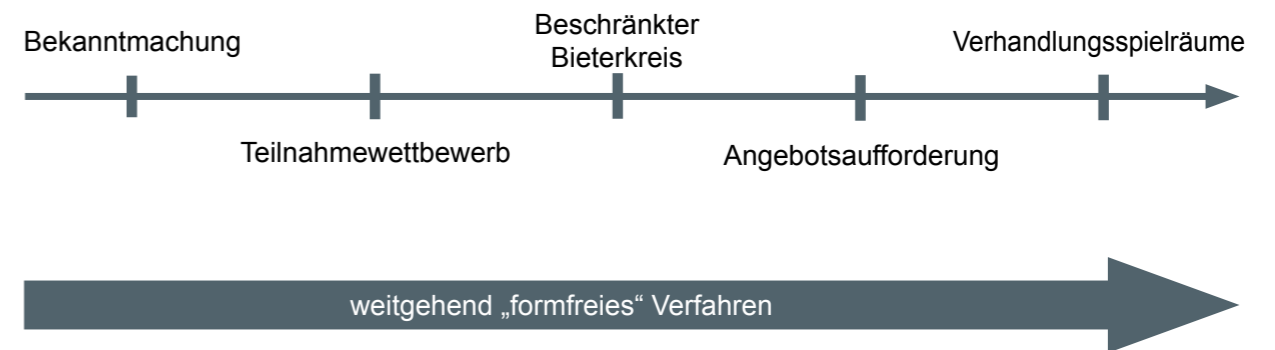 Bekanntmachung
Beschränkter
Bieterkreis
Verhandlungsspielräume
Teilnahmewettbewerb
Angebotsaufforderung
weitgehend „formfreies“ Verfahren